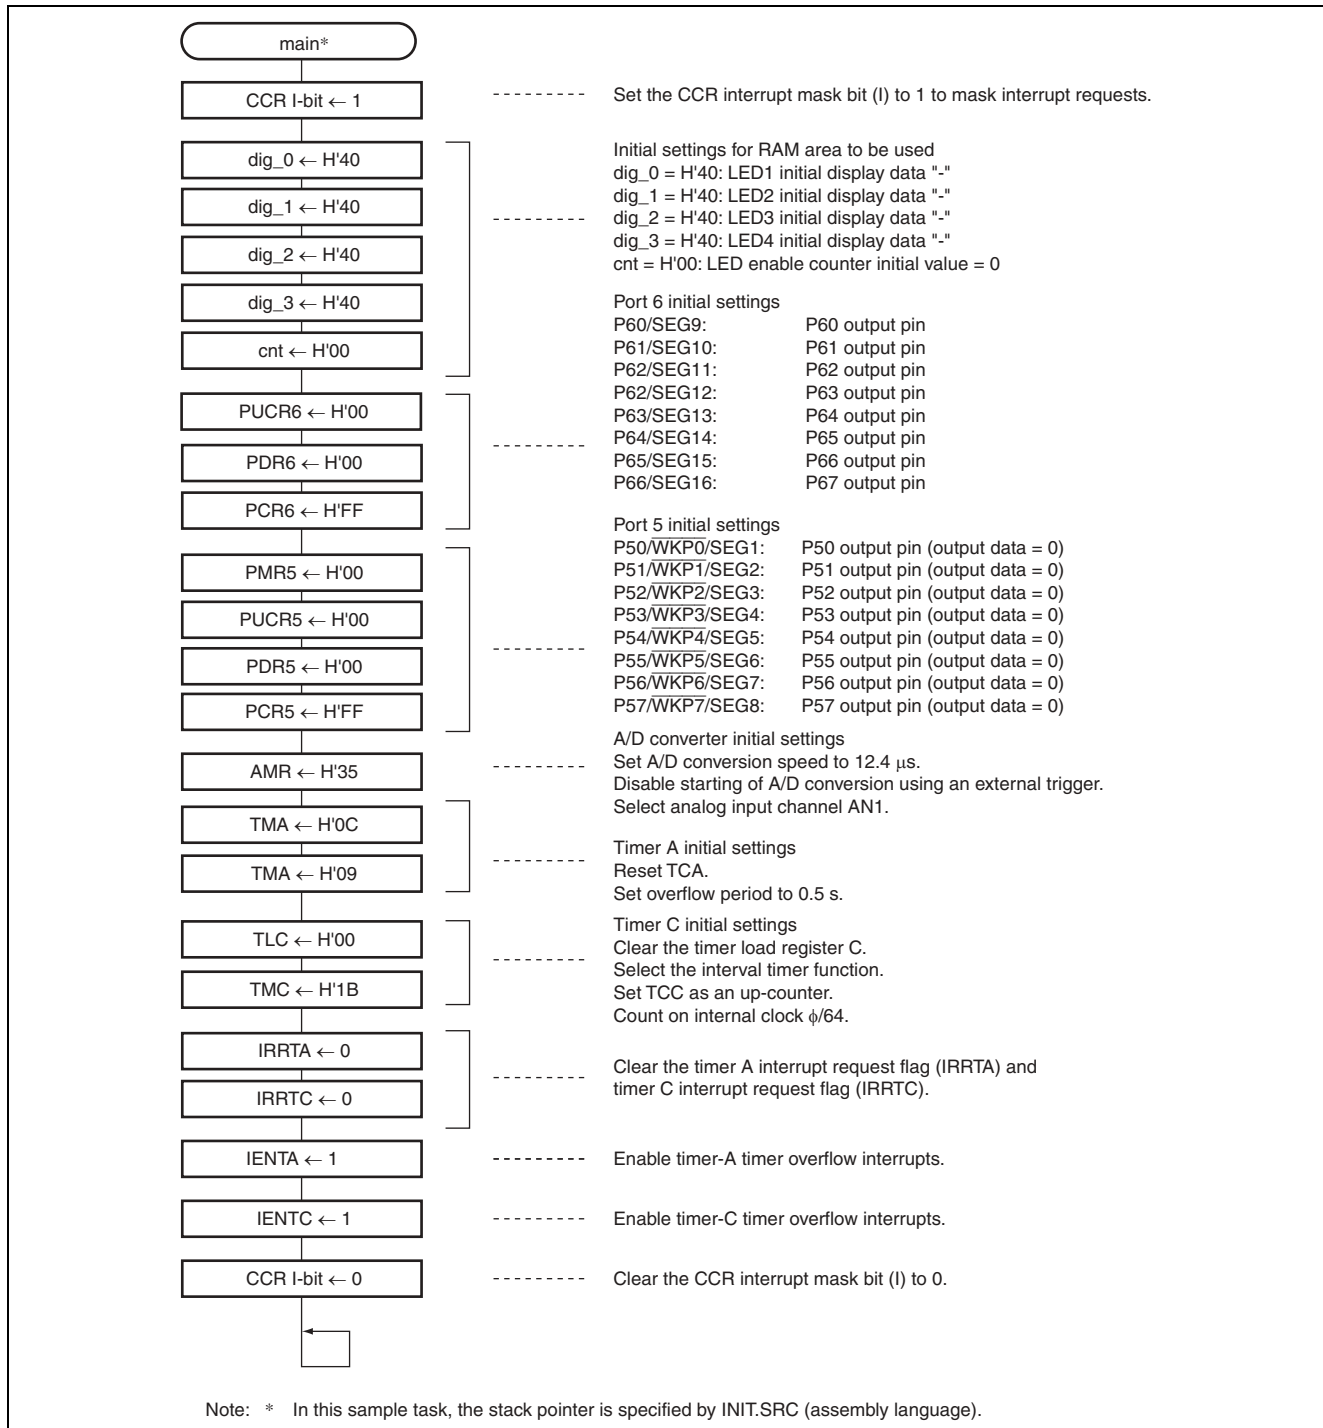 main*
CCR I-bit ← 1
Set the CCR interrupt mask bit (I) to 1 to mask interrupt requests.
dig_0 ← H'40
dig_1 ← H'40
dig_2 ← H'40
dig_3 ← H'40
cnt ← H'00
Initial settings for RAM area to be used
dig_0 = H'40: LED1 initial display data "-"
dig_1 = H'40: LED2 initial display data "-"
dig_2 = H'40: LED3 initial display data "-"
dig_3 = H'40: LED4 initial display data "-"
cnt = H'00: LED enable counter initial value = 0
PUCR6 ← H'00
PDR6 ← H'00
PCR6 ← H'FF
Port 6 initial settings
P60/SEG9: P60 output pin
P61/SEG10: P61 output pin
P62/SEG11: P62 output pin
P62/SEG12: P63 output pin
P63/SEG13: P64 output pin
P64/SEG14: P65 output pin
P65/SEG15: P66 output pin
P66/SEG16: P67 output pin
PMR5 ← H'00
PUCR5 ← H'00
PDR5 ← H'00
PCR5 ← H'FF
Port 5 initial settings
P50/WKP0/SEG1: P50 output pin (output data = 0)
P51/WKP1/SEG2: P51 output pin (output data = 0)
P52/WKP2/SEG3: P52 output pin (output data = 0)
P53/WKP3/SEG4: P53 output pin (output data = 0)
P54/WKP4/SEG5: P54 output pin (output data = 0)
P55/WKP5/SEG6: P55 output pin (output data = 0)
P56/WKP6/SEG7: P56 output pin (output data = 0)
P57/WKP7/SEG8: P57 output pin (output data = 0)
AMR ← H'35
A/D converter initial settings
Set A/D conversion speed to 12.4 μs.
Disable starting of A/D conversion using an external trigger.
Select analog input channel AN1.
TMA ← H'0C
TMA ← H'09
Timer A initial settings
Reset TCA.
Set overflow period to 0.5 s.
TLC ← H'00
TMC ← H'1B
Timer C initial settings
Clear the timer load register C.
Select the interval timer function.
Set TCC as an up-counter.
Count on internal clock ϕ/64.
IRRTA ← 0
IRRTC ← 0
Clear the timer A interrupt request flag (IRRTA) and
timer C interrupt request flag (IRRTC).
IENTA ← 1
Enable timer-A timer overflow interrupts.
IENTC ← 1
Enable timer-C timer overflow interrupts.
CCR I-bit ← 0
Clear the CCR interrupt mask bit (I) to 0.
Note: * In this sample task, the stack pointer is specified by INIT.SRC (assembly language).